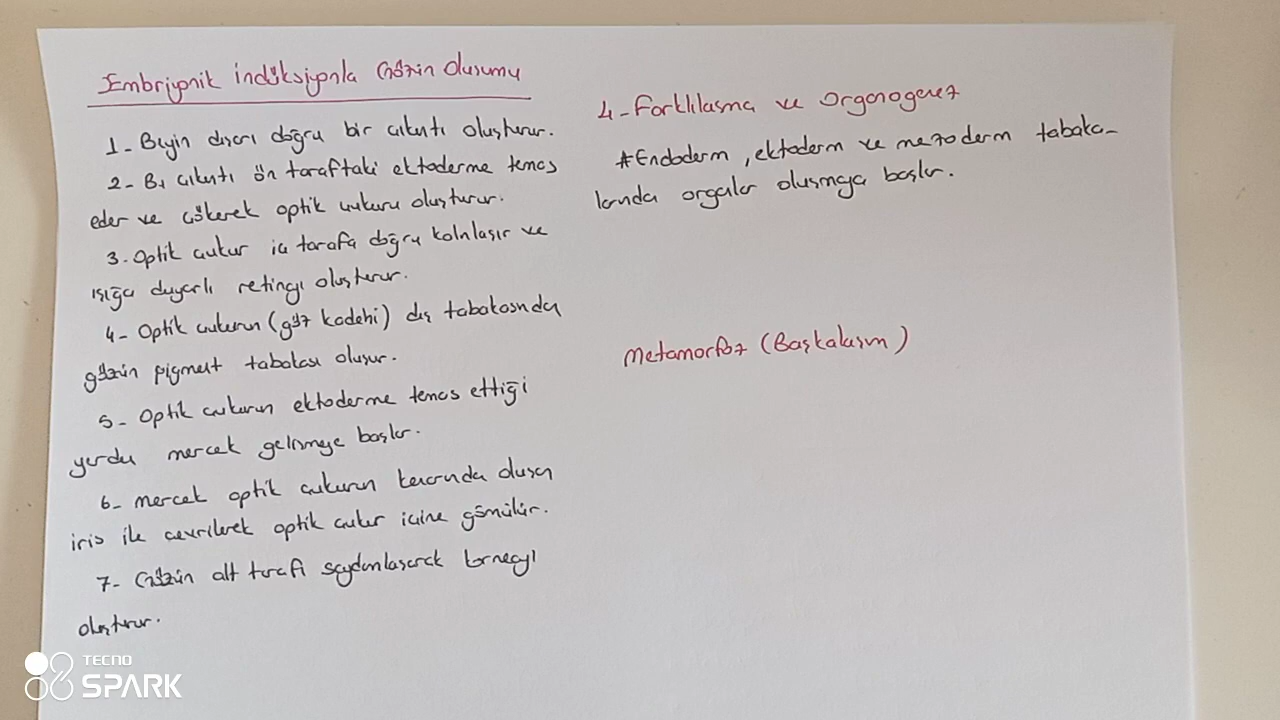 Embriyonik indüksiyonla Gözün Oluşumu
1- Beyin dışarı doğru bir çıkıntı oluşturur.
2- Bu çıkıntı ön taraftaki ektoderme temas
eder ve çökerek optik çukuru oluşturur.
3- Optik çukur iç tarafa doğru kalınlaşır ve
ışığa duyarlı retinayı oluşturur.
4- Optik çukurun (göz kadehi) dış tabakasında
gözün pigment tabakası oluşur.
5- Optik çukurun ektoderme temas ettiği
yerde mercek gelişmeye başlar.
6- mercek optik çukurun kenarında oluşan
iris ile çevrilerek optik çukur içine gömülür.
7- Gözün alt tarafı saydamlaşarak korneayı
oluşturur.
4- Farklılaşma ve Organogenez
*Endoderm, ektoderm ve mezoderm tabaka-
larında organlar oluşmaya başlar.
Metamorfoz (Başkalaşım)
TECNO
SPARK